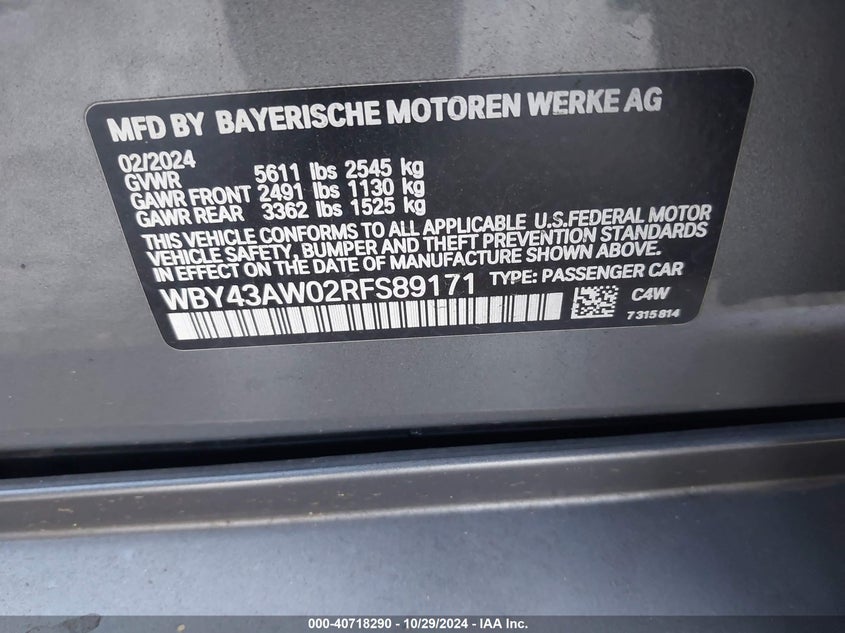 MFD BY BAYERISCHE MOTOREN WERKE AG
02/2024
GVWR 5611 lbs 2545 kg
GAWR FRONT 2491 lbs 1130 kg
GAWR REAR 3362 lbs 1525 kg
THIS VEHICLE CONFORMS TO ALL APPLICABLE U.S.FEDERAL MOTOR
VEHICLE SAFETY, BUMPER AND THEFT PREVENTION STANDARDS
IN EFFECT ON THE DATE OF MANUFACTURE SHOWN ABOVE.
WBY43AW02RFS89171 TYPE: PASSENGER CAR
C4W
7315814
000-40718290 - 10/29/2024 - IAA Inc.